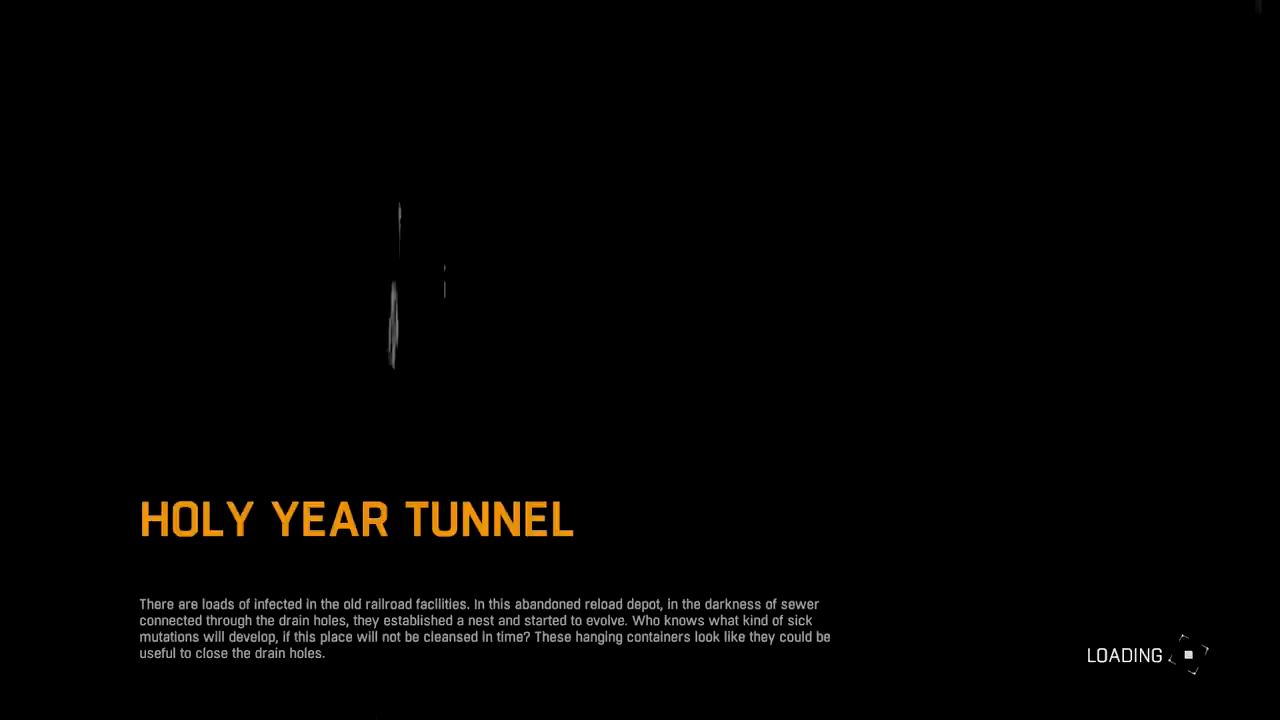 HOLY YEAR TUNNEL
There are loads of infected in the old railroad facilities. In this abandoned reload depot, in the darkness of sewer
connected through the drain holes, they established a nest and started to evolve. Who knows what kind of sick
mutations will develop, if this place will not be cleansed in time? These hanging containers look like they could be
useful to close the drain holes.
LOADING